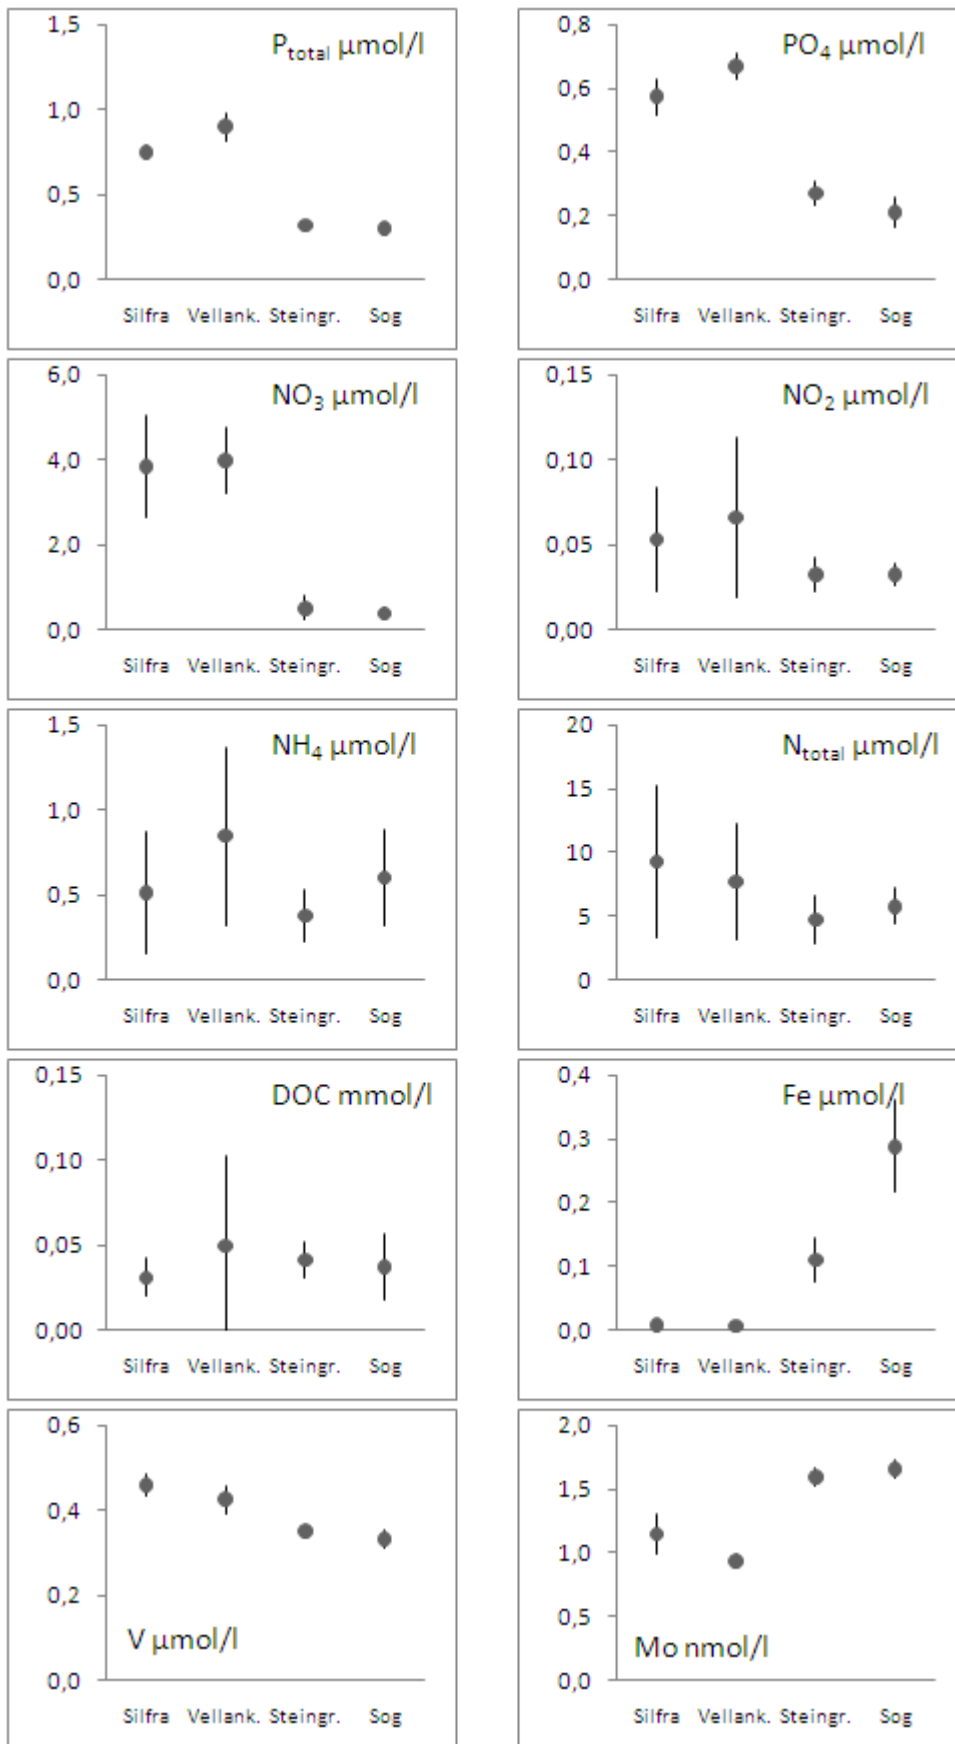 P_total µmol/l
1,5
1,0
0,5
0,0
Silfra Vellank. Steingr. Sog
PO₄ µmol/l
0,8
0,6
0,4
0,2
0,0
Silfra Vellank. Steingr. Sog
NO₃ µmol/l
6,0
4,0
2,0
0,0
Silfra Vellank. Steingr. Sog
NO₂ µmol/l
0,15
0,10
0,05
0,00
Silfra Vellank. Steingr. Sog
NH₄ µmol/l
1,5
1,0
0,5
0,0
Silfra Vellank. Steingr. Sog
N_total µmol/l
20
15
10
5
0
Silfra Vellank. Steingr. Sog
DOC mmol/l
0,15
0,10
0,05
0,00
Silfra Vellank. Steingr. Sog
Fe µmol/l
0,4
0,3
0,2
0,1
0,0
Silfra Vellank. Steingr. Sog
0,6
0,4
0,2
V µmol/l
0,0
Silfra Vellank. Steingr. Sog
2,0
1,5
1,0
0,5
Mo nmol/l
0,0
Silfra Vellank. Steingr. Sog